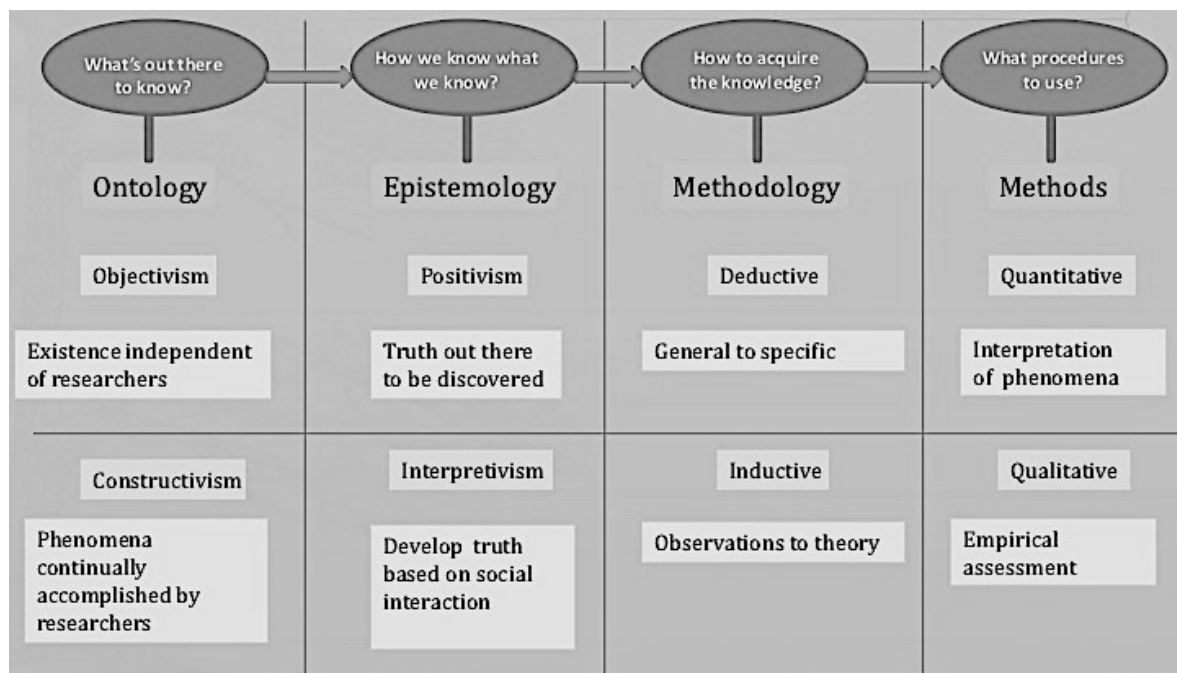 What's out there
to know?
How we know what
we know?
How to acquire
the knowledge?
What procedures
to use?
Ontology
Epistemology
Methodology
Methods
Objectivism
Positivism
Deductive
Quantitative
Existence independent
of researchers
Truth out there
to be discovered
General to specific
Interpretation
of phenomena
Constructivism
Interpretivism
Inductive
Qualitative
Phenomena
continually
accomplished by
researchers
Develop truth
based on social
interaction
Observations to theory
Empirical
assessment